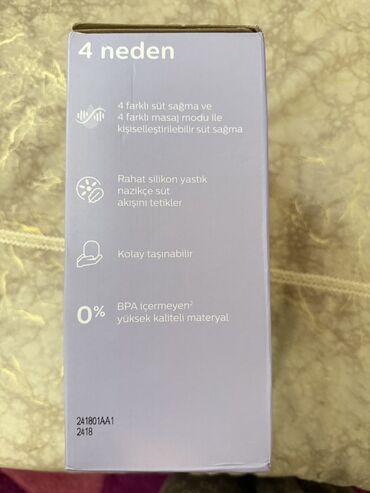 4 neden
4 farklı süt sağma ve
4 farklı masaj modu ile
kişiselleştirilebilir süt sağma
Rahat silikon yastık
nazikçe süt
akışını tetikler
Kolay taşınabilir
0%
BPA içermeyen²
yüksek kaliteli materyal
241801AA1
2418